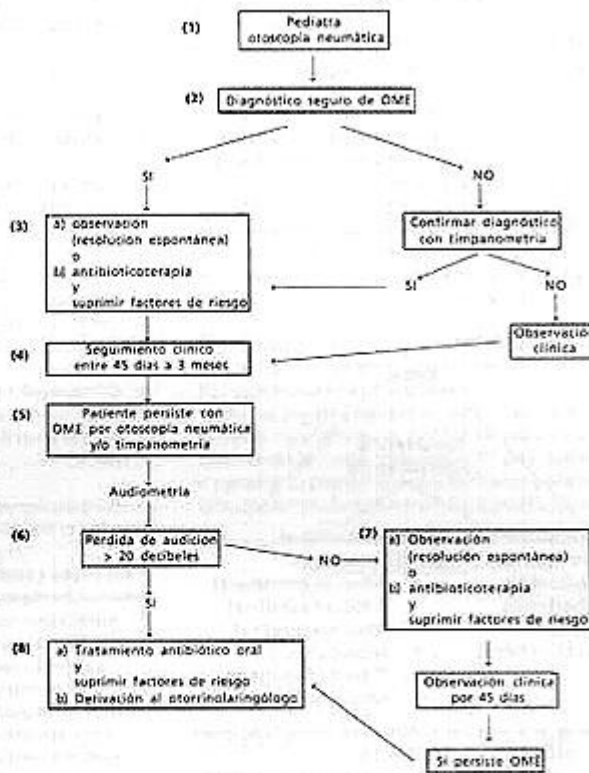 (1)
Pediatra
otoscopía neumática
(2)
Diagnóstico seguro de OME
SI
NO
(3)
a) observación
(resolución espontánea)
o
b) antibioticoterapia
y
suprimir factores de riesgo
Confirmar diagnóstico
con timpanometría
SI
NO
Observación
clínica
(4)
Seguimiento clínico
entre 45 días a 3 meses
(5)
Patiente persiste con
OME por otoscopía neumática
y/o timpanometría
Audiometría
(6)
Perdida de audicion
> 20 decibeles
NO
SI
(7)
a) Observación
(resolución espontánea)
o
b) antibioticoterapia
y
suprimir factores de riesgo
(8)
a) Tratamiento antibiótico oral
y
suprimir factores de riesgo
b) Derivación al otorrinolaringólogo
Observación clínica
por 45 días
Si persiste OME